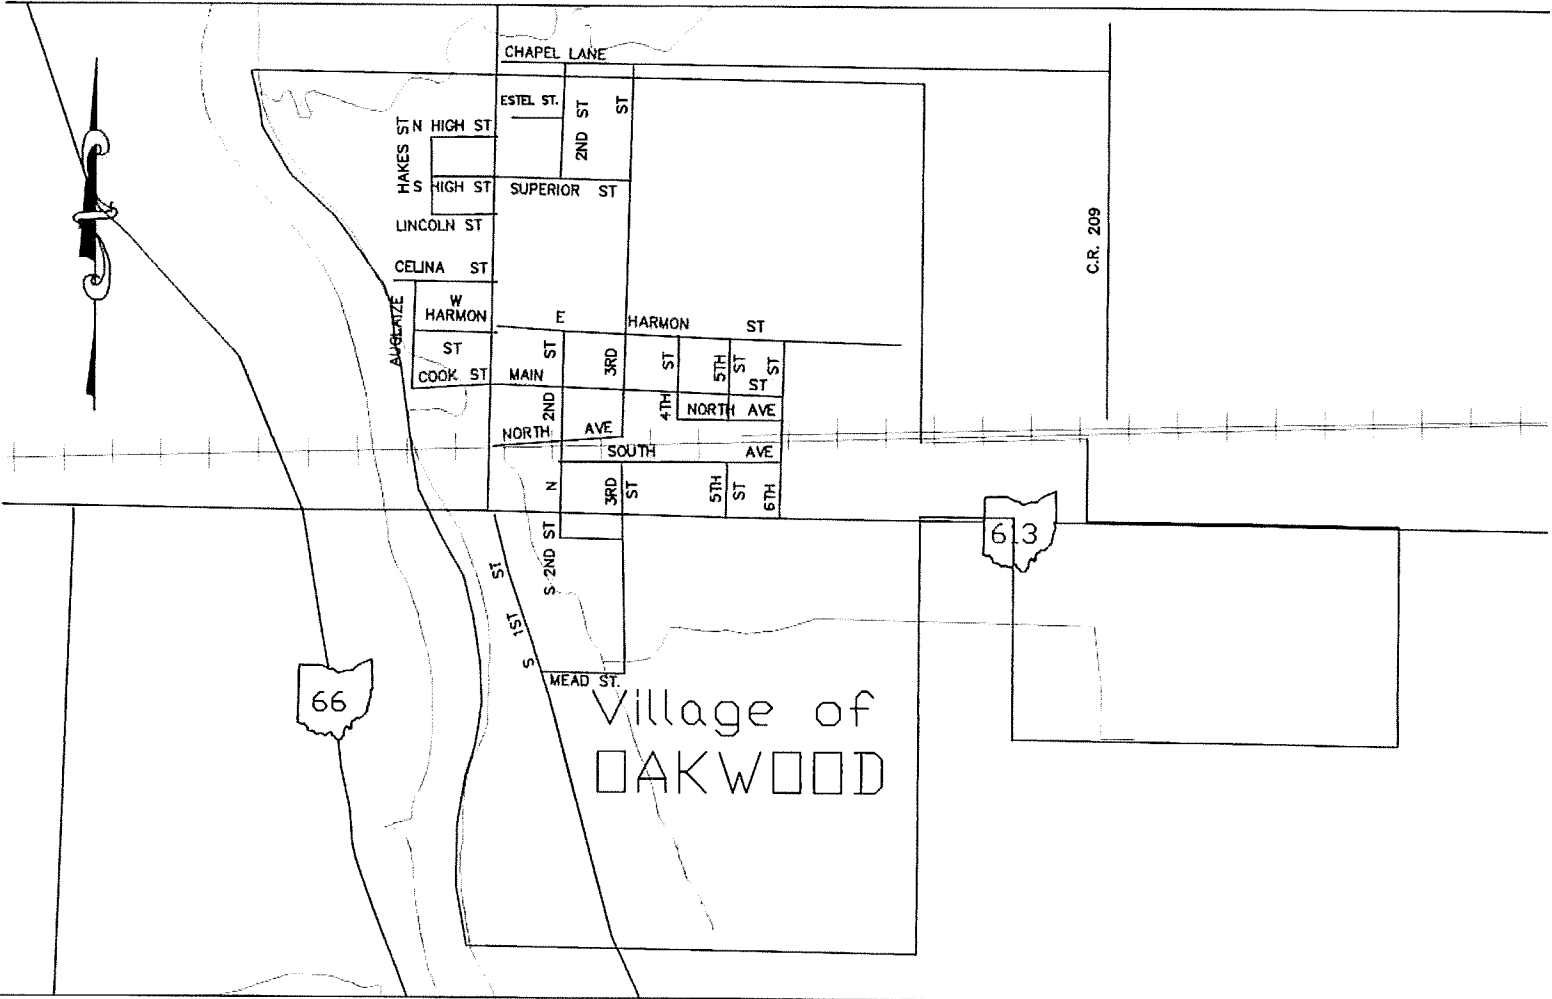 CHAPEL LANE
ESTEL ST.
2ND ST
ST
HAKES ST
N HIGH ST
S HIGH ST
SUPERIOR ST
LINCOLN ST
CELINA ST
AUGLAIZE
W
HARMON
ST
E HARMON ST
COOK ST
MAIN ST
2ND ST
3RD
4TH ST
5TH ST
ST
NORTH AVE
NORTH AVE
SOUTH AVE
N
3RD ST
5TH ST
6TH
S 2ND ST
S 1ST ST
MEAD ST.
C.R. 209
613
66
Village of
OAKWOOD